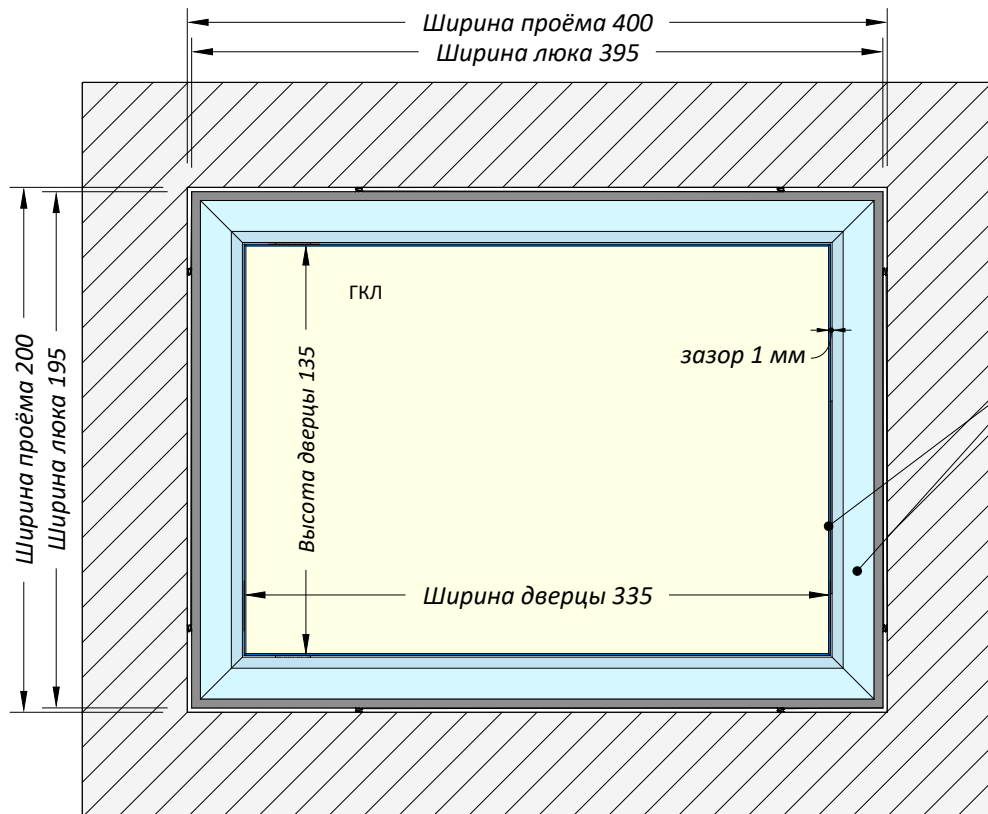 Ширина проёма 400
Ширина люка 395
Ширина проёма 200
Ширина люка 195
ГКЛ
Высота дверцы 135
зазор 1 мм
Ширина дверцы 335